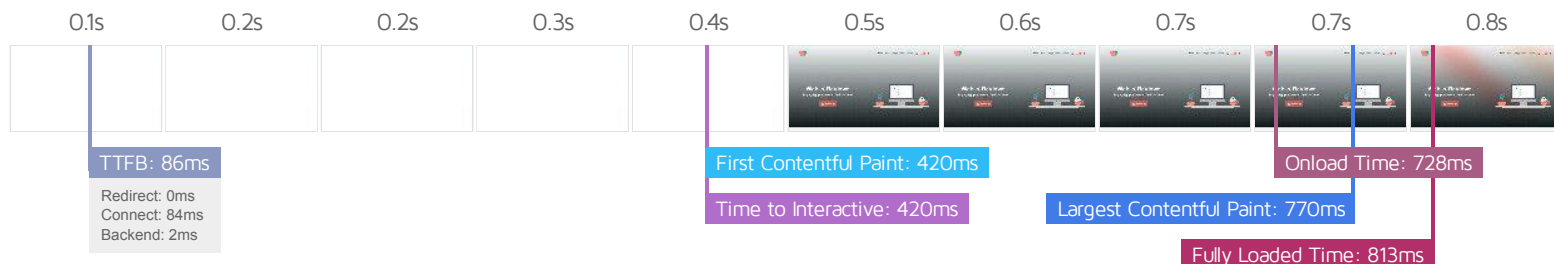 0.1s
0.2s
0.2s
0.3s
0.4s
0.5s
0.6s
0.7s
0.7s
0.8s
TTFB: 86ms
Redirect: 0ms
Connect: 84ms
Backend: 2ms
First Contentful Paint: 420ms
Time to Interactive: 420ms
Onload Time: 728ms
Largest Contentful Paint: 770ms
Fully Loaded Time: 813ms